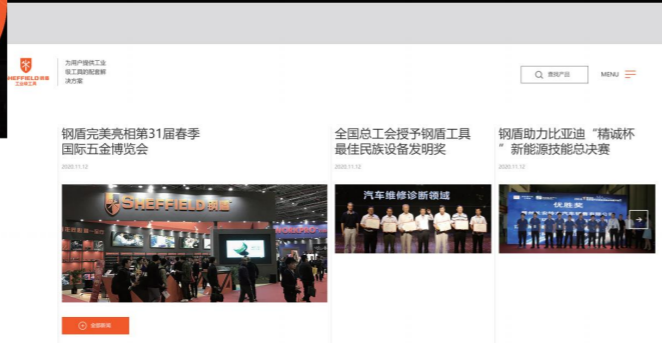 SHEFFIELD 钢盾
工业级工具
为用户提供工业
级工具的配套解
决方案
查找产品
MENU
钢盾完美亮相第31届春季
国际五金博览会
2020.11.12
全国总工会授予钢盾工具
最佳民族设备发明奖
2020.11.12
钢盾助力比亚迪“精诚杯
”新能源技能总决赛
2020.11.12
SHEFFIELD 钢盾
汽车维修诊断领域
优胜奖
全部新闻